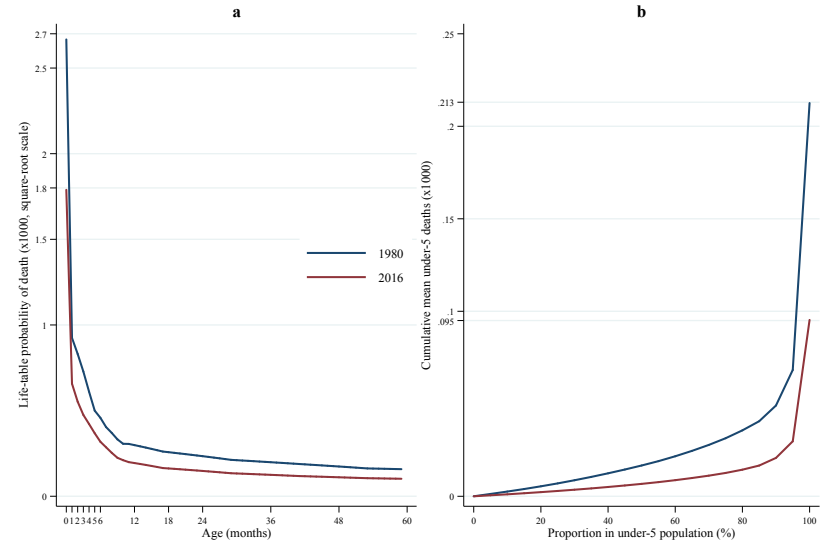 a
b
Life-table probability of death (x1000, square-root scale)
2.7
2.5
2
1.8
1.5
1
0
1980
2016
0 1 2 3 4 5 6 12 18 24 36 48 60
Age (months)
Cumulative mean under-5 deaths (x1000)
.25
.213
.2
.15
.1
.095
0
0 20 40 60 80 100
Proportion in under-5 population (%)